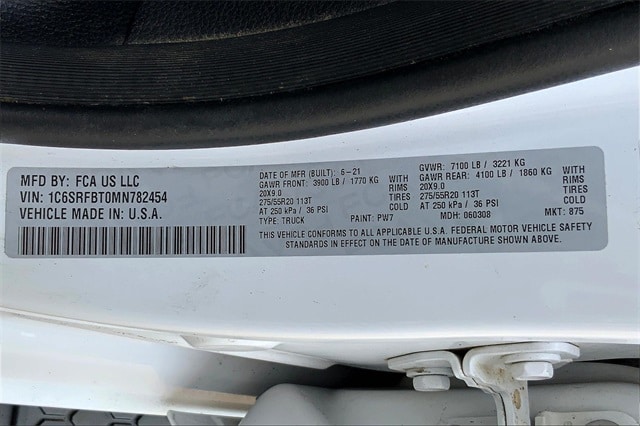 MFD BY: FCA US LLC
VIN: 1C6SRFBT0MN782454
VEHICLE MADE IN U.S.A.
DATE OF MFR (BUILT): 6-21 GVWR: 7100 LB / 3221 KG
GAWR FRONT: 3900 LB / 1770 KG WITH GAWR REAR: 4100 LB / 1860 KG WITH
20X9.0 TIRES 20X9.0 TIRES
275/55R20 113T 275/55R20 113T
AT 250 kPa / 36 PSI COLD AT 250 kPa / 36 PSI COLD
TYPE: TRUCK PAINT: PW7 MDH: 060308 MKT: 875
THIS VEHICLE CONFORMS TO ALL APPLICABLE U.S.A. FEDERAL MOTOR VEHICLE SAFETY
STANDARDS IN EFFECT ON THE DATE OF MANUFACTURE SHOWN ABOVE.